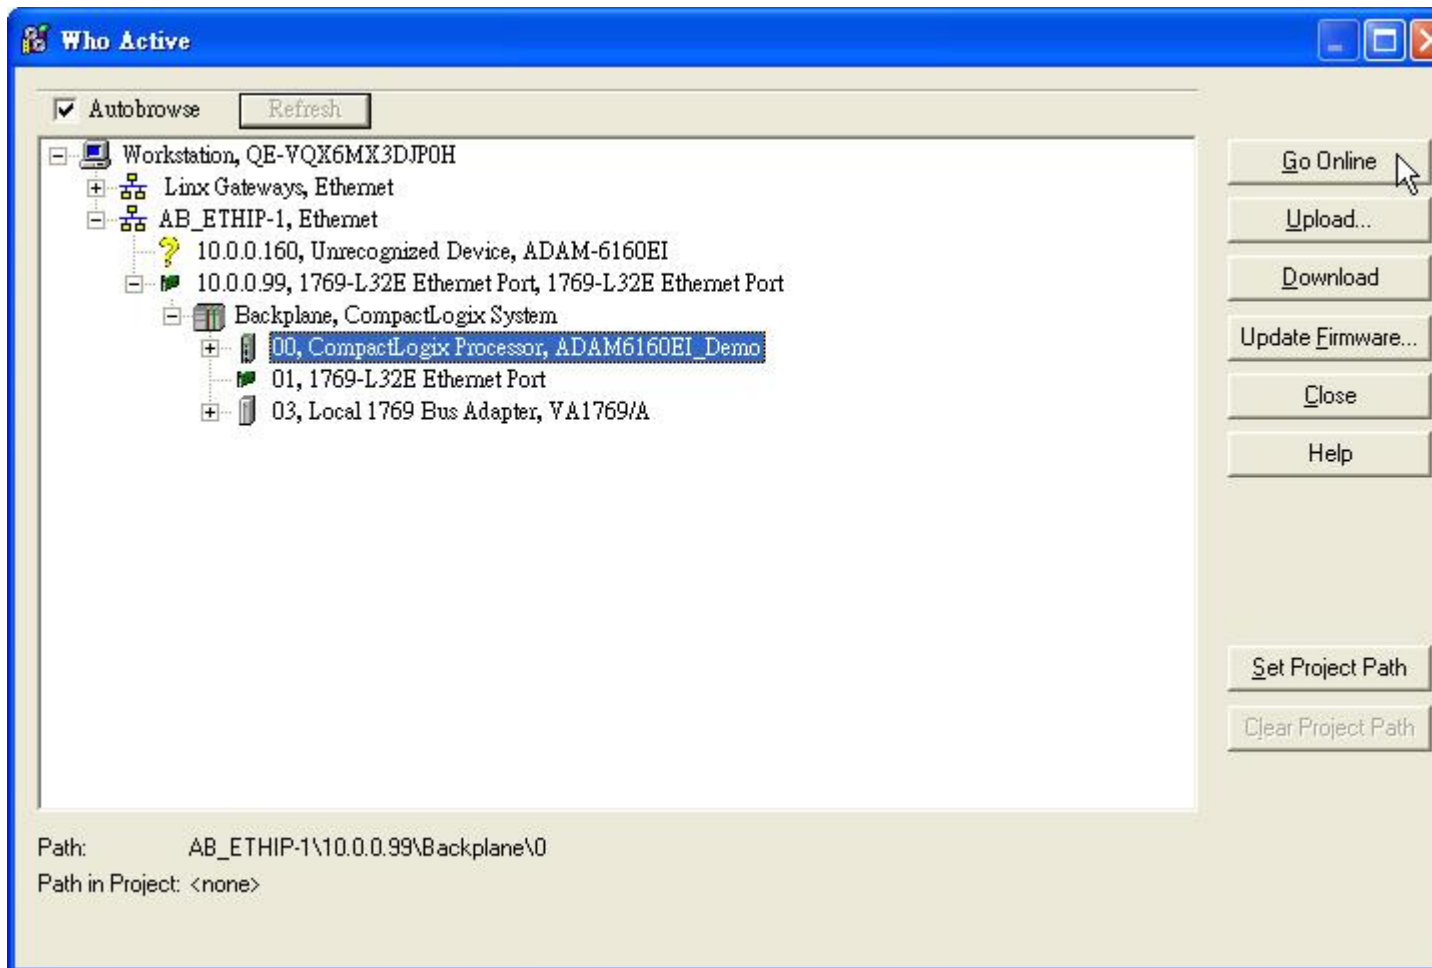 Who Active
Autobrowse
Refresh
Workstation, QE-VQX6MX3DJP0H
Linx Gateways, Ethernet
AB_ETHIP-1, Ethernet
10.0.0.160, Unrecognized Device, ADAM-6160EI
10.0.0.99, 1769-L32E Ethernet Port, 1769-L32E Ethernet Port
Backplane, CompactLogix System
00, CompactLogix Processor, ADAM6160EI_Demo
01, 1769-L32E Ethernet Port
03, Local 1769 Bus Adapter, VA1769/A
Go Online
Upload...
Download
Update Firmware...
Close
Help
Set Project Path
Clear Project Path
Path: AB_ETHIP-1\10.0.0.99\Backplane\0
Path in Project: <none>